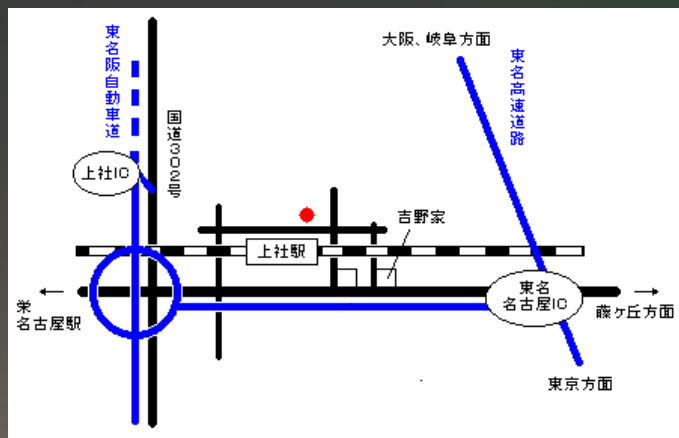 東名阪自動車道
国道302号
上社IC
大阪、岐阜方面
東名高速道路
吉野家
上社駅
東名
名古屋IC
栄
名古屋駅
藤ヶ丘方面
東京方面